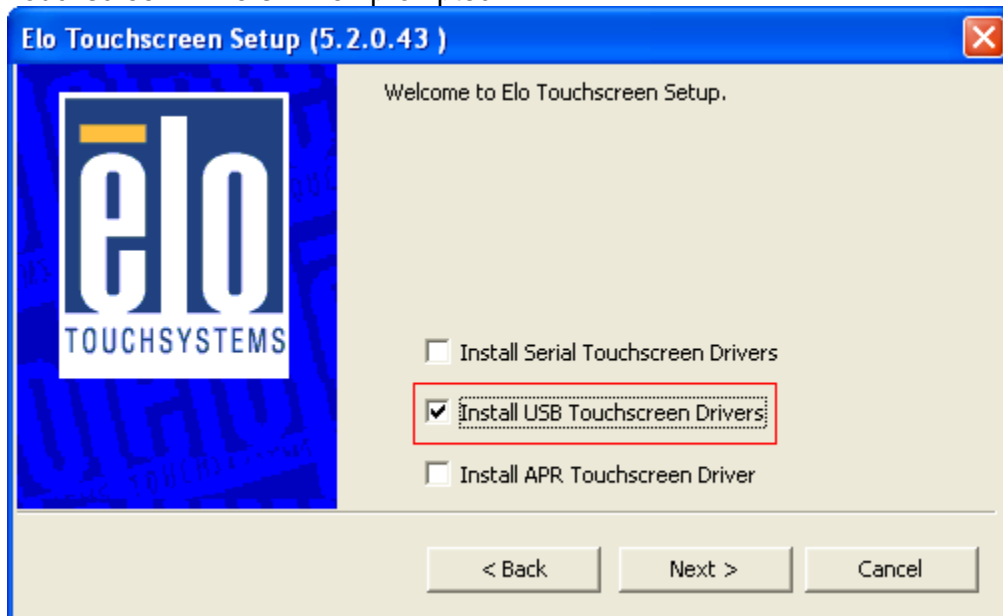 Elo Touchscreen Setup (5.2.0.43 )
Welcome to Elo Touchscreen Setup.
elo
TOUCHSYSTEMS
Install Serial Touchscreen Drivers
Install USB Touchscreen Drivers
Install APR Touchscreen Driver
< Back
Next >
Cancel